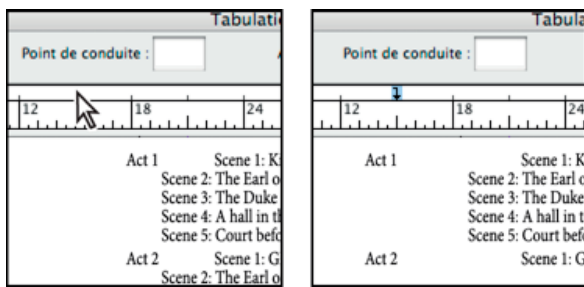 Tabulati
Point de conduite :
12 18 24
Act 1 Scene 1: K
Scene 2: The Earl o
Scene 3: The Duke
Scene 4: A hall in th
Scene 5: Court befo
Act 2 Scene 1: G
Scene 2: The Earl o
Tabula
Point de conduite :
12 18 24
Act 1 Scene 1: K
Scene 2: The Earl o
Scene 3: The Duke
Scene 4: A hall in t
Scene 5: Court bef
Act 2 Scene 1: G